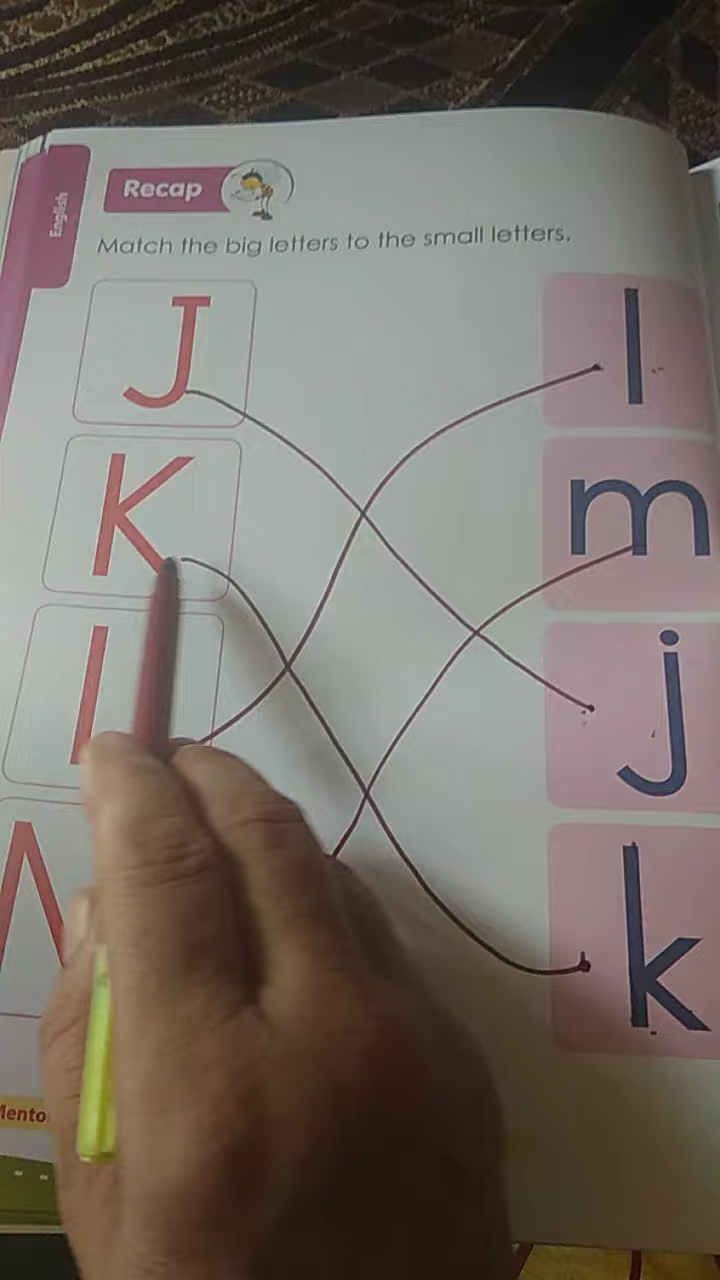 English
Recap
Match the big letters to the small letters.
J l
K m
j
k